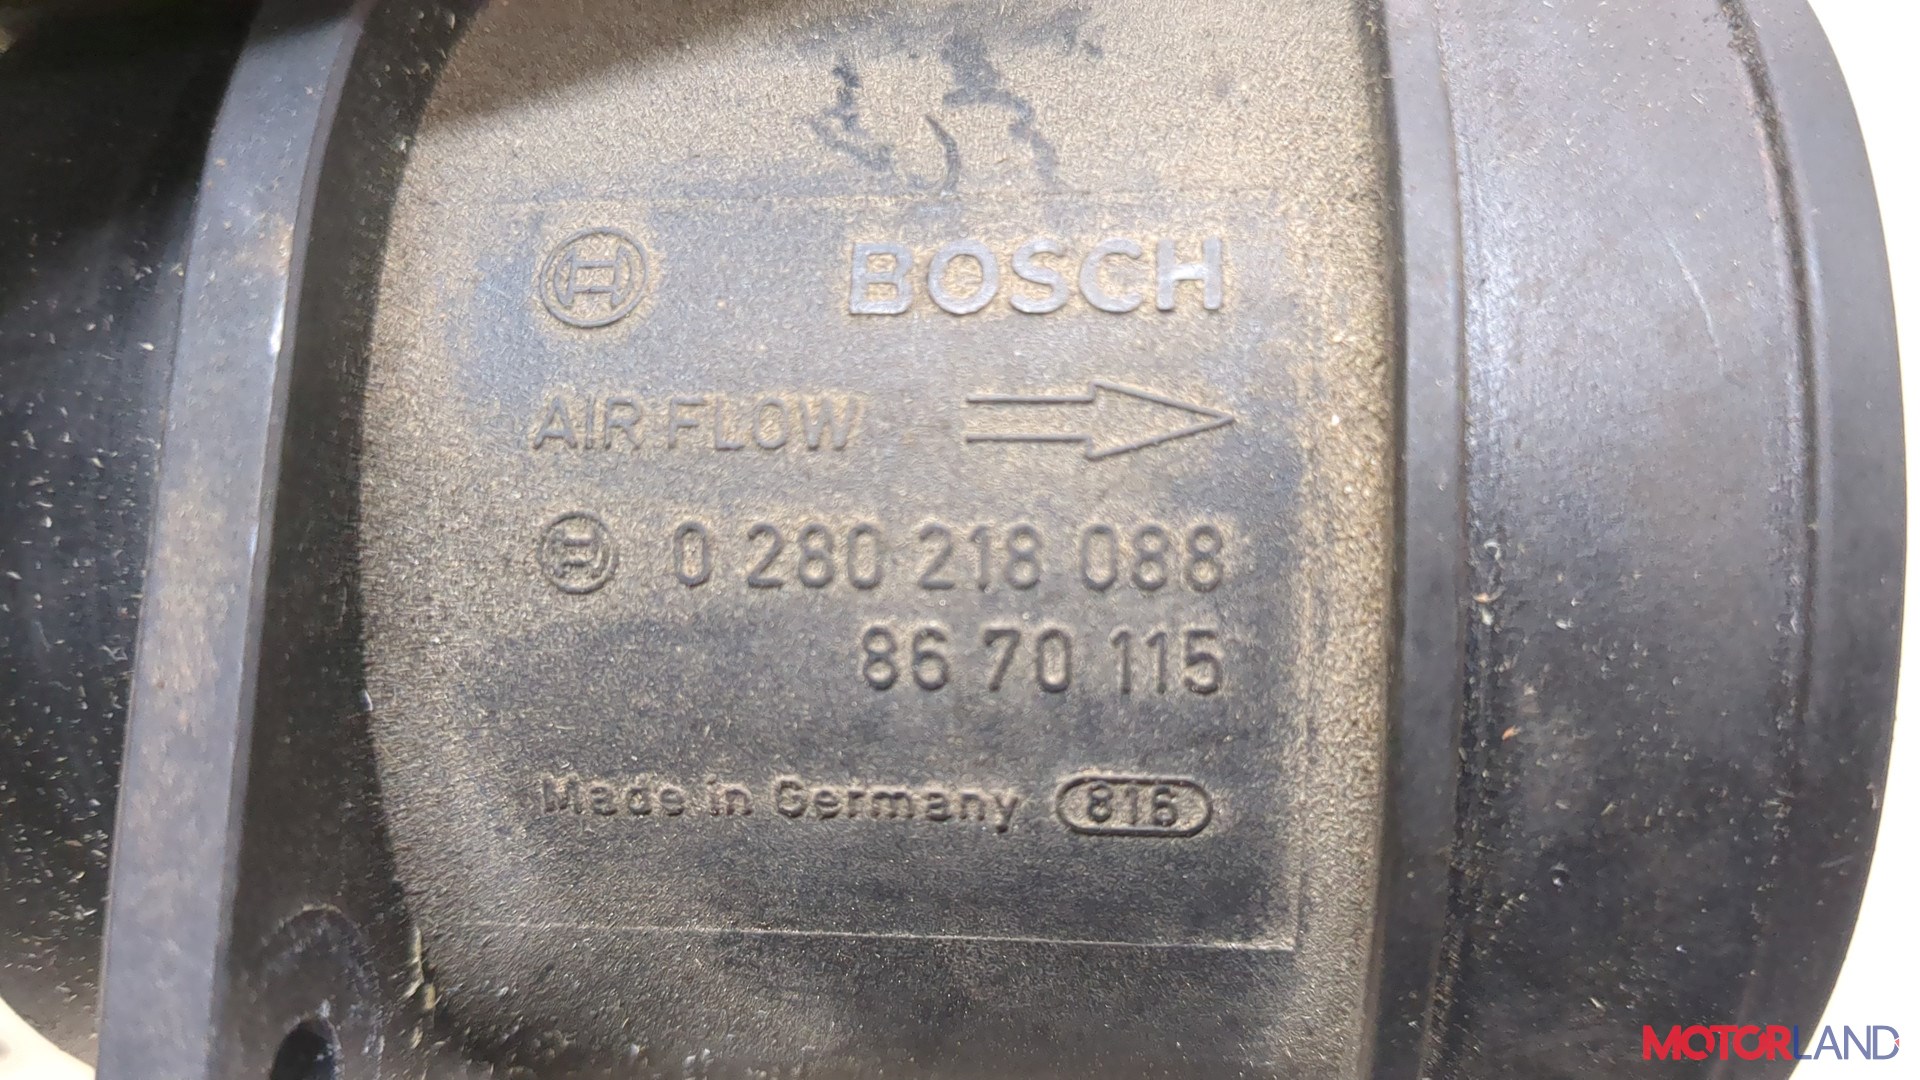 BOSCH
AIR FLOW
0 280 218 088
86 70 115
Made in Germany 816
MOTORLAND